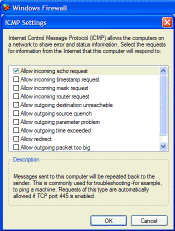 Windows Firewall
ICMP Settings
Internet Control Message Protocol (ICMP) allows the computers on
a network to share error and status information. Select the requests
for information from the Internet that this computer will respond to:
Allow incoming echo request
Allow incoming timestamp request
Allow incoming mask request
Allow incoming router request
Allow outgoing destination unreachable
Allow outgoing source quench
Allow outgoing parameter problem
Allow outgoing time exceeded
Allow redirect
Allow outgoing packet too big
Description
Messages sent to this computer will be repeated back to the
sender. This is commonly used for troubleshooting-for example,
to ping a machine. Requests of this type are automatically
allowed if TCP port 445 is enabled.
OK
Cancel